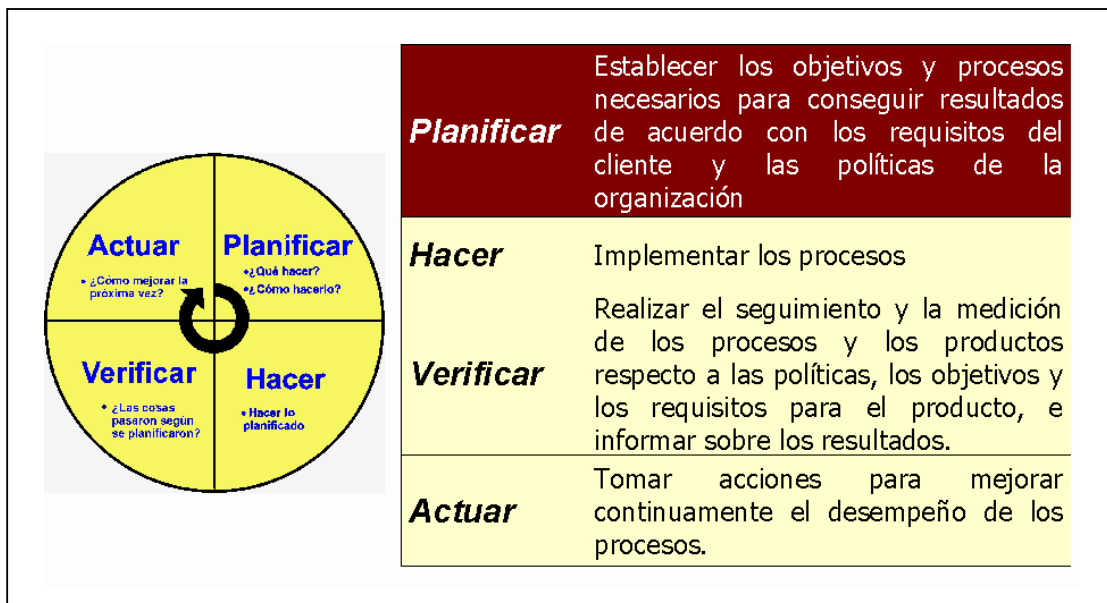 Actuar
• ¿Cómo mejorar la
próxima vez?
Planificar
•¿Qué hacer?
•¿Cómo hacerlo?
Verificar
• ¿Las cosas
pasaron según
se planificaron?
Hacer
• Hacer lo
planificado
Planificar
Establecer los objetivos y procesos
necesarios para conseguir resultados
de acuerdo con los requisitos del
cliente y las políticas de la
organización
Hacer
Implementar los procesos
Verificar
Realizar el seguimiento y la medición
de los procesos y los productos
respecto a las políticas, los objetivos y
los requisitos para el producto, e
informar sobre los resultados.
Actuar
Tomar acciones para mejorar
continuamente el desempeño de los
procesos.